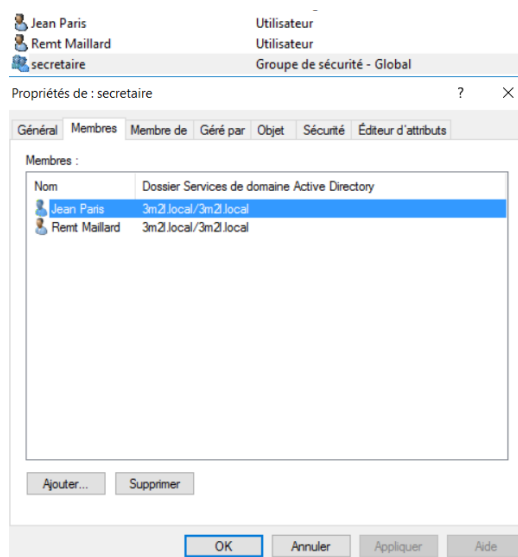 Jean Paris Utilisateur
Remt Maillard Utilisateur
secretaire Groupe de sécurité - Global
Propriétés de : secretaire ? ×
Général Membres Membre de Géré par Objet Sécurité Éditeur d'attributs
Membres :
Nom Dossier Services de domaine Active Directory
Jean Paris 3m2l.local/3m2l.local
Remt Maillard 3m2l.local/3m2l.local
Ajouter... Supprimer
OK Annuler Appliquer Aide